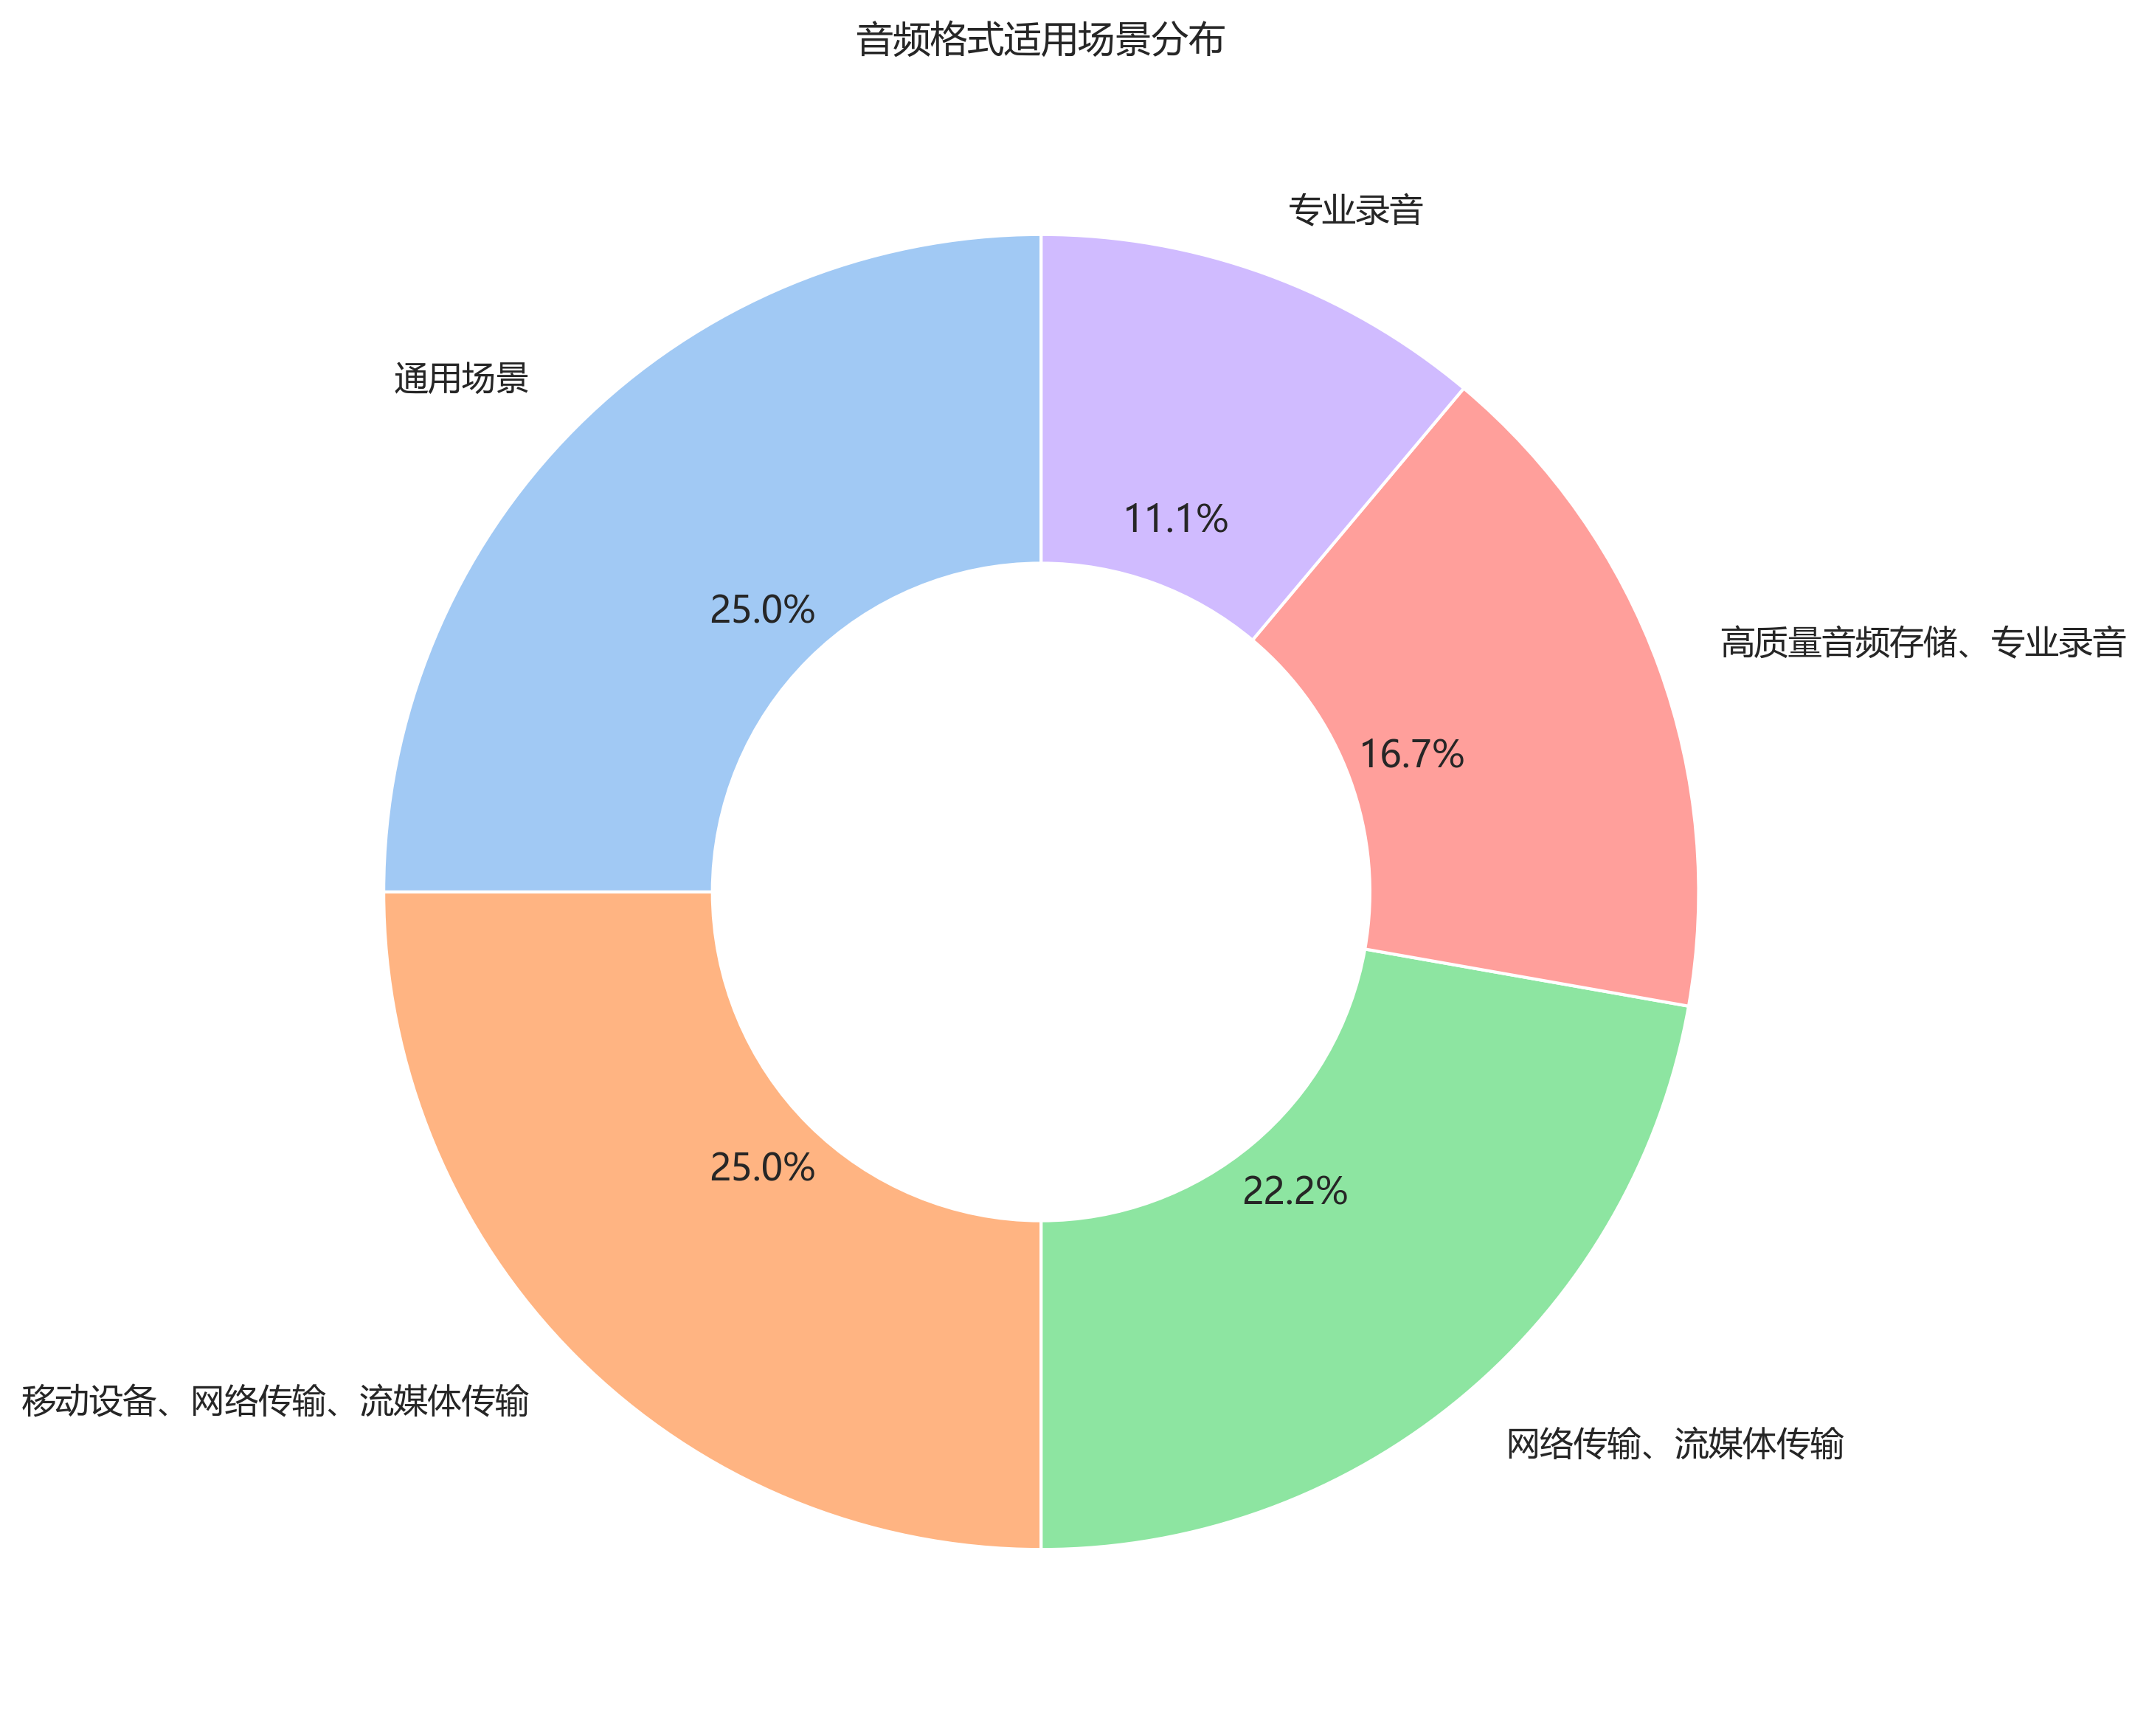 音频格式适用场景分布
专业录音
通用场景
11.1%
25.0%
高质量音频存储、专业录音
16.7%
25.0%
22.2%
移动设备、网络传输、流媒体传输
网络传输、流媒体传输